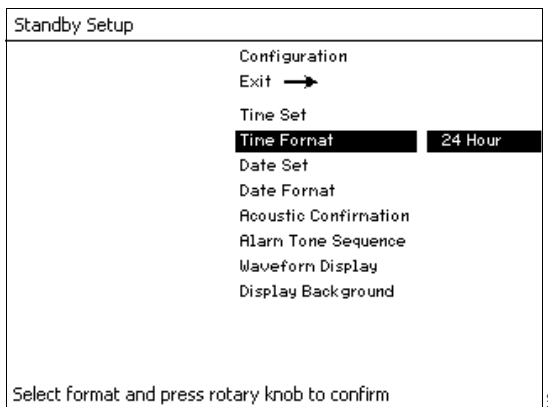 Standby Setup
Configuration
Exit
Time Set
Time Format 24 Hour
Date Set
Date Format
Acoustic Confirmation
Alarm Tone Sequence
Waveform Display
Display Background
Select format and press rotary knob to confirm